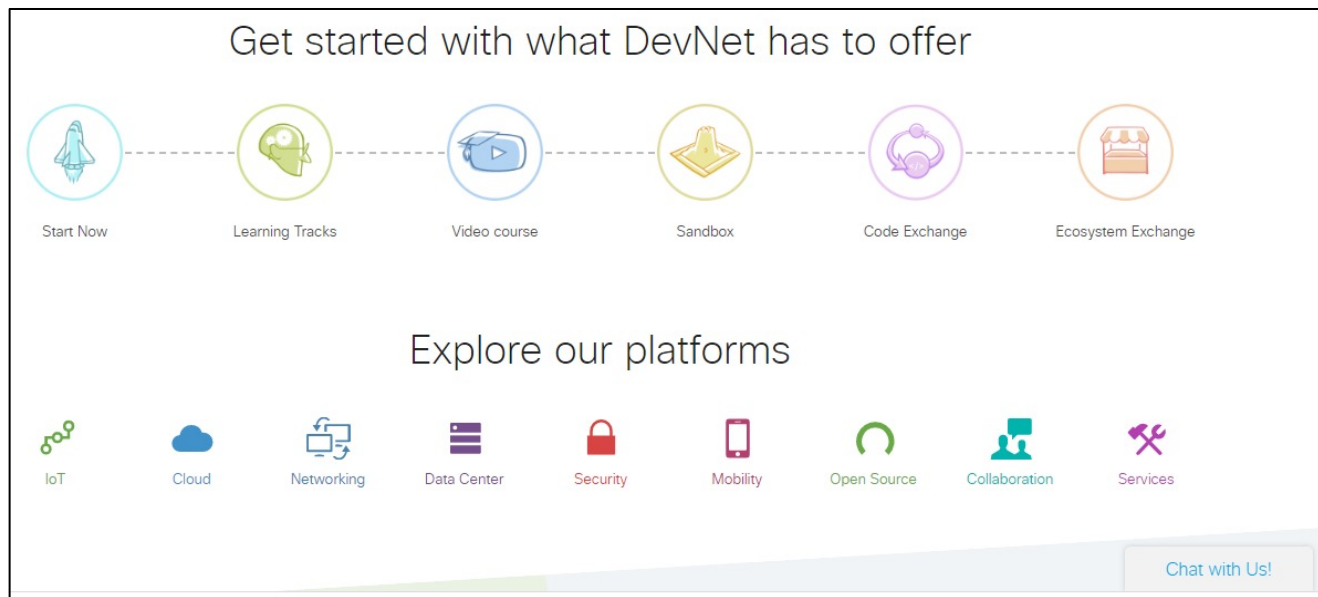 Get started with what DevNet has to offer
Start Now
Learning Tracks
Video course
Sandbox
Code Exchange
Ecosystem Exchange
Explore our platforms
IoT
Cloud
Networking
Data Center
Security
Mobility
Open Source
Collaboration
Services
Chat with Us!